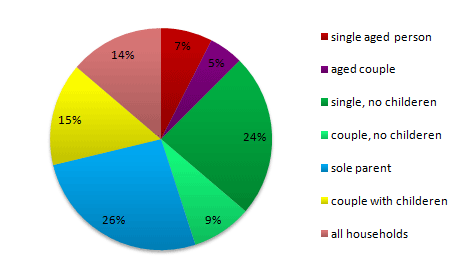 7%
5%
24%
9%
26%
15%
14%
single aged person
aged couple
single, no childeren
couple, no childeren
sole parent
couple with childeren
all households